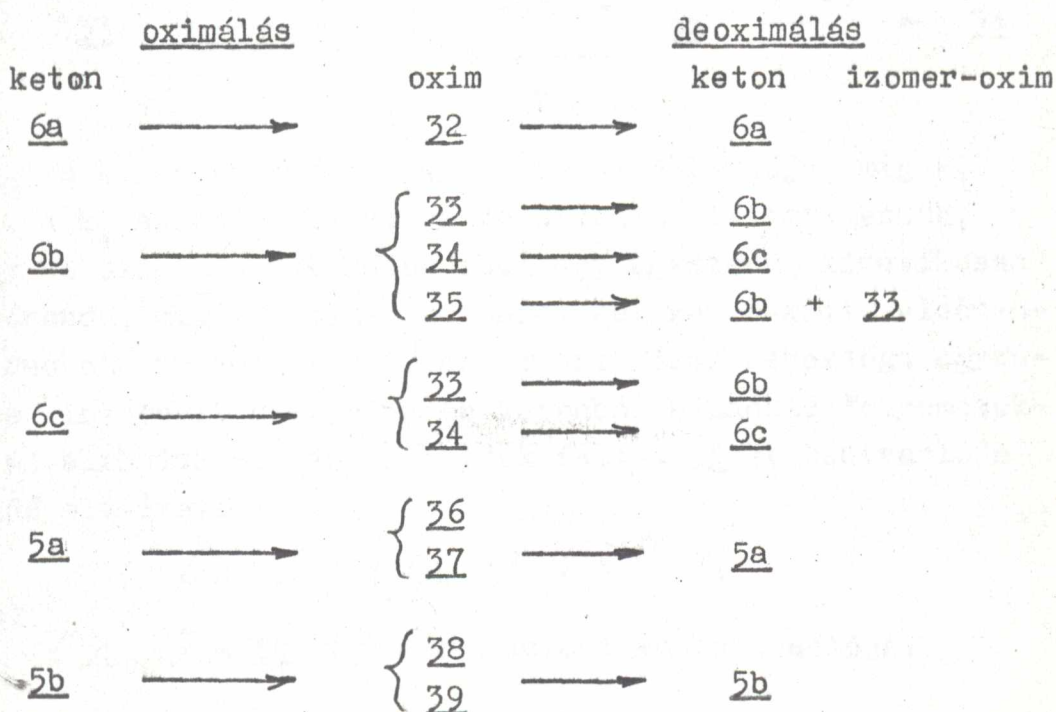 oximálás deoximálás
keton oxim keton izomer-oxim
6a 32 6a
33 6b
6b 34 6c
35 6b + 33
33 6b
6c 34 6c
36
5a 37 5a
38
5b 39 5b